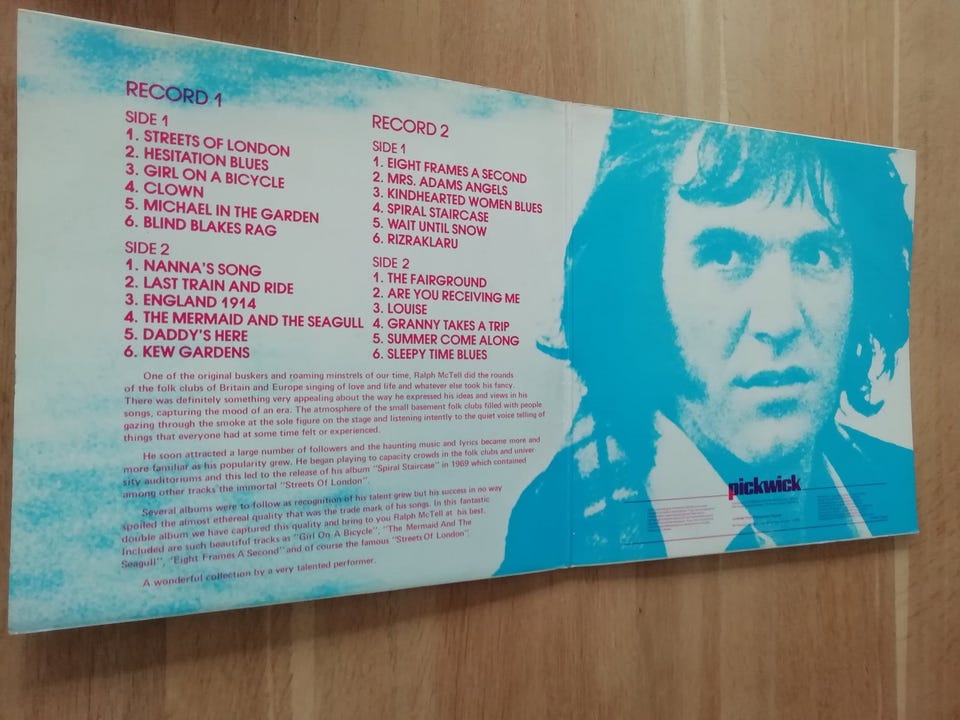 RECORD 1
SIDE 1
1. STREETS OF LONDON
2. HESITATION BLUES
3. GIRL ON A BICYCLE
4. CLOWN
5. MICHAEL IN THE GARDEN
6. BLIND BLAKES RAG
SIDE 2
1. NANNA'S SONG
2. LAST TRAIN AND RIDE
3. ENGLAND 1914
4. THE MERMAID AND THE SEAGULL
5. DADDY'S HERE
6. KEW GARDENS
RECORD 2
SIDE 1
1. EIGHT FRAMES A SECOND
2. MRS. ADAMS ANGELS
3. KINDHEARTED WOMEN BLUES
4. SPIRAL STAIRCASE
5. WAIT UNTIL SNOW
6. RIZRAKLARU
SIDE 2
1. THE FAIRGROUND
2. ARE YOU RECEIVING ME
3. LOUISE
4. GRANNY TAKES A TRIP
5. SUMMER COME ALONG
6. SLEEPY TIME BLUES
One of the original buskers and roaming minstrels of our time, Ralph McTell did the rounds
of the folk clubs of Britain and Europe singing of love and life and whatever else took his fancy.
There was definitely something very appealing about the way he expressed his ideas and views in his
songs, capturing the mood of an era. The atmosphere of the small basement folk clubs filled with people
gazing through the smoke at the sole figure on the stage and listening intently to the quiet voice telling of
things that everyone had at some time felt or experienced.
He soon attracted a large number of followers and the haunting music and lyrics became more and
more familiar as his popularity grew. He began playing to capacity crowds in the folk clubs and univer
sity auditoriums and this led to the release of his album "Spiral Staircase" in 1969 which contained
among other tracks the immortal "Streets Of London".
Several albums were to follow as recognition of his talent grew but his success in no way
spoiled the almost ethereal quality that was the trade mark of his songs. In this fantastic
double album we have captured this quality and bring to you Ralph McTell at his best.
Included are such beautiful tracks as "Girl On A Bicycle", "The Mermaid And The
Seagull", "Eight Frames A Second" and of course the famous "Streets Of London".
A wonderful collection by a very talented performer.
pickwick